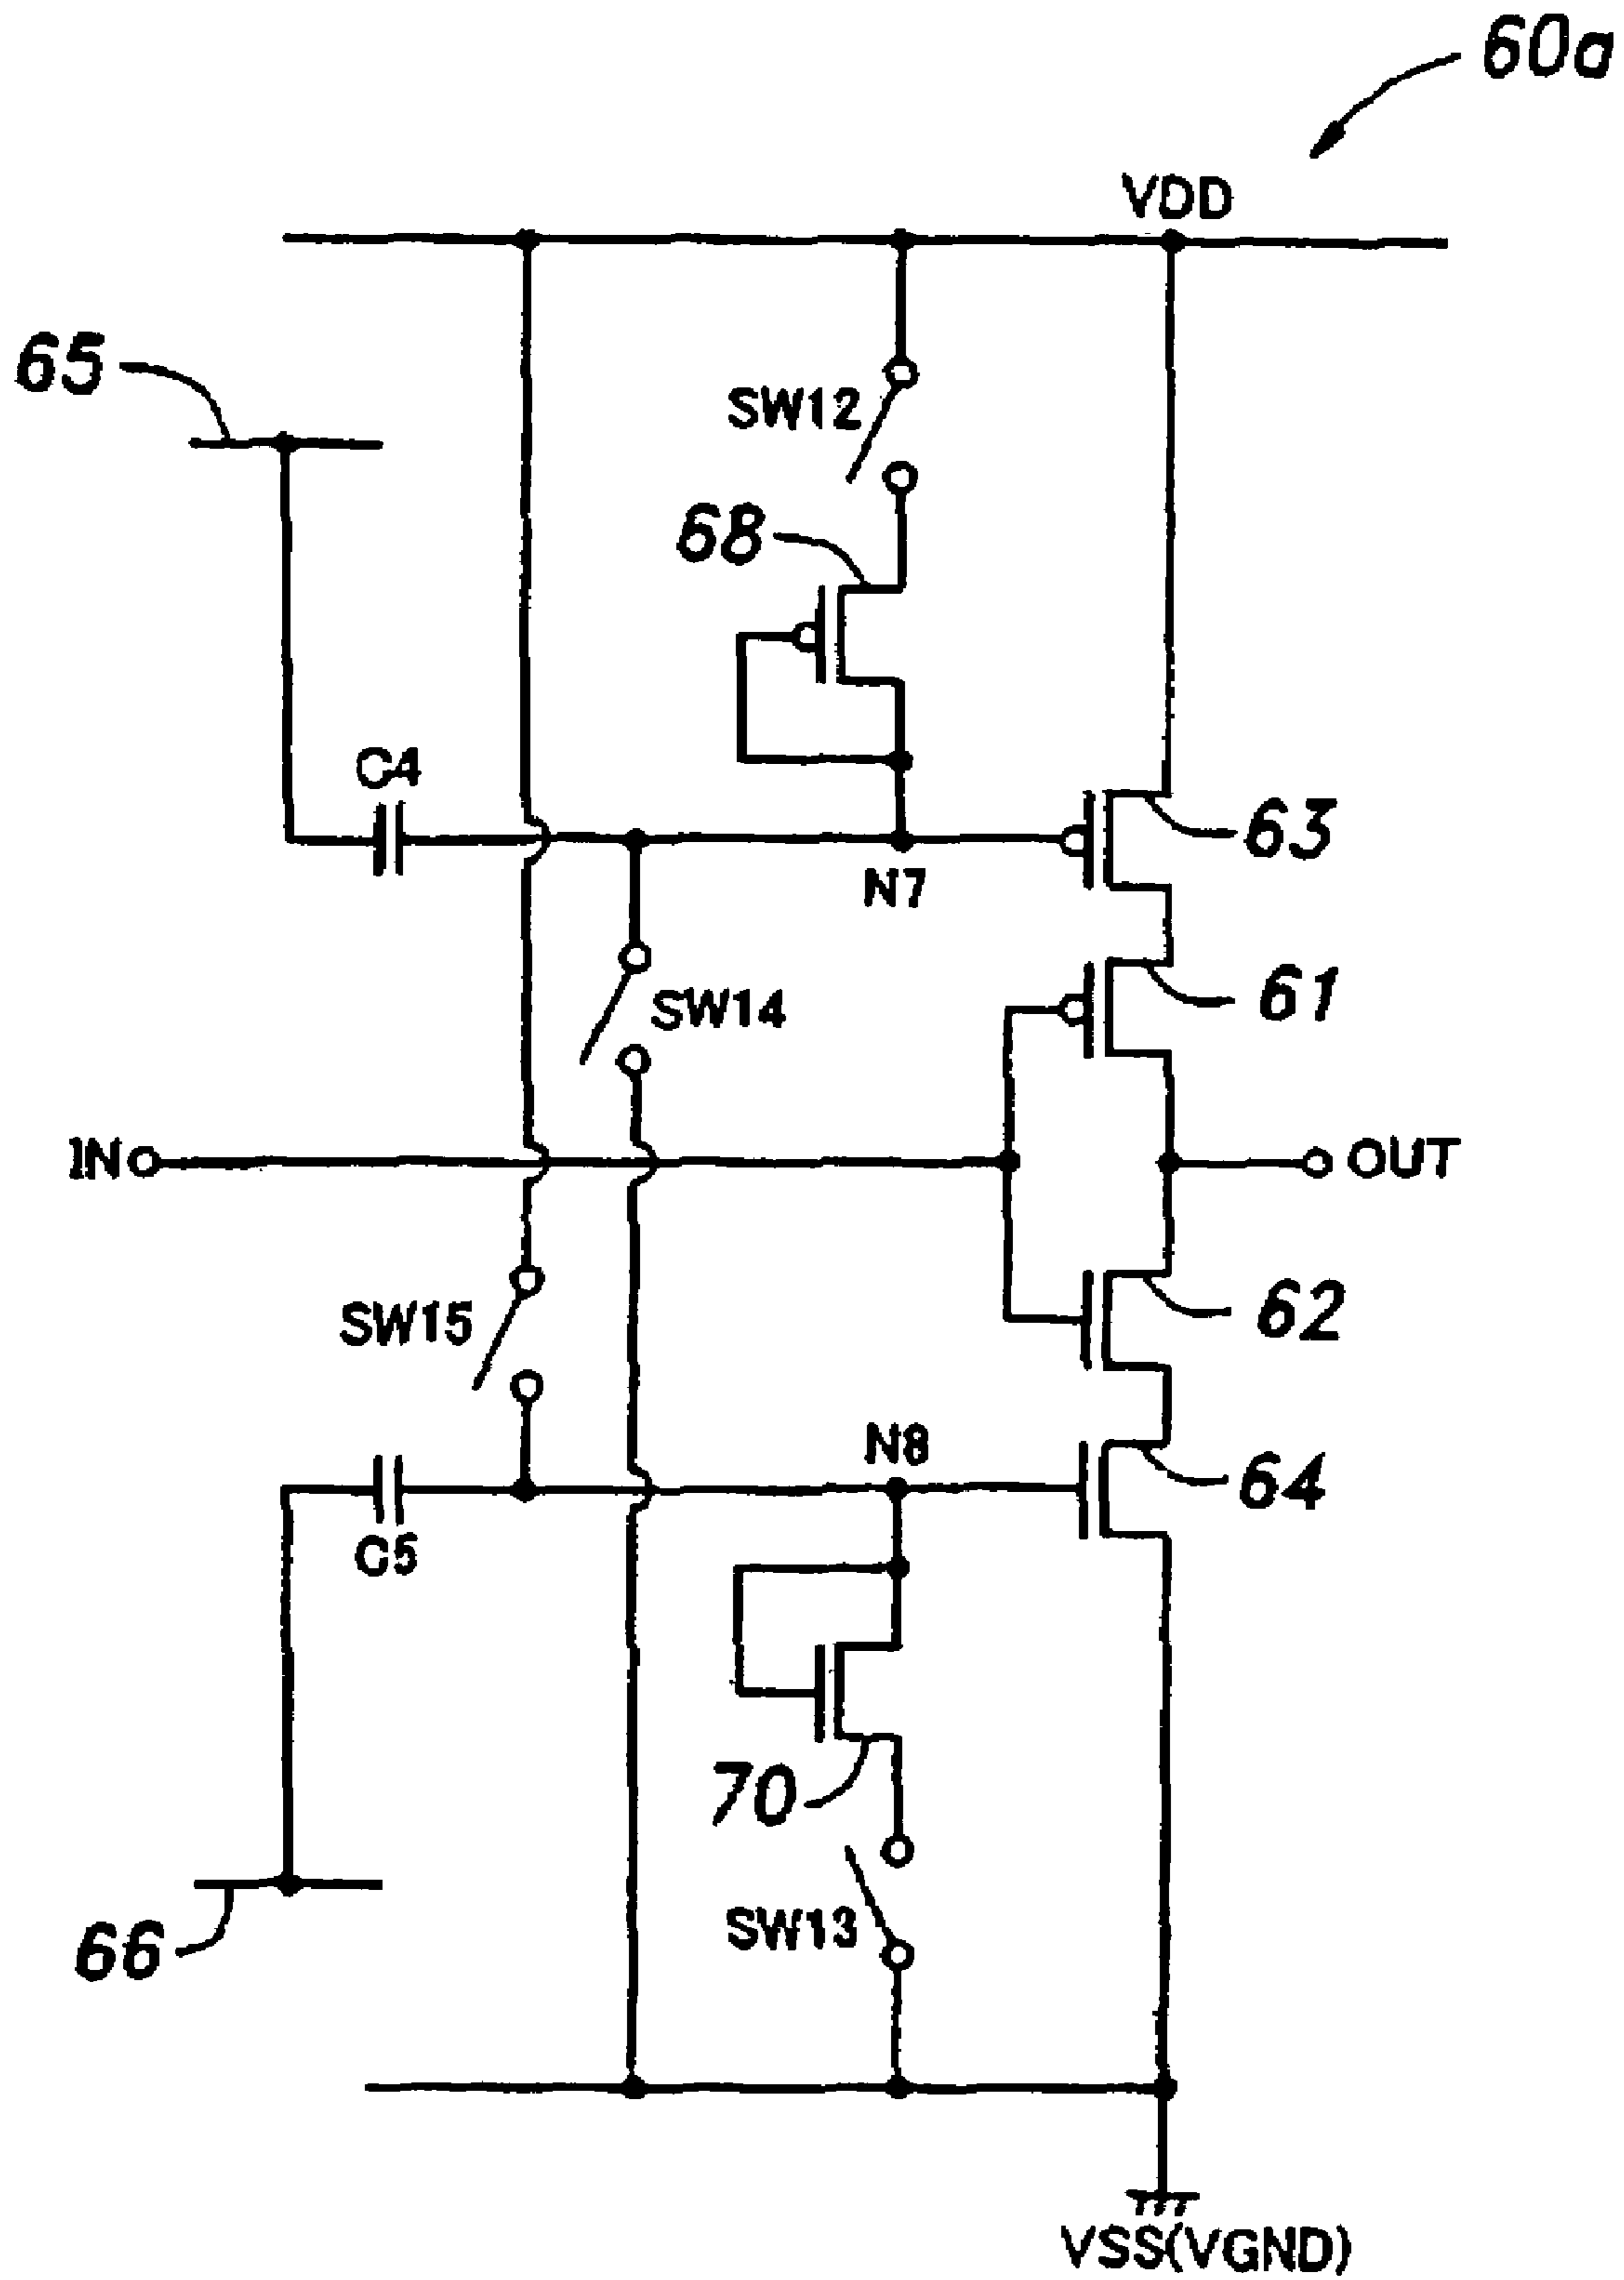 60a
VDD
65
SW12
68
C4
63
N7
61
SW14
IN
OUT
SW15
62
N8
64
C5
70
66
SW13
VSS(VGND)